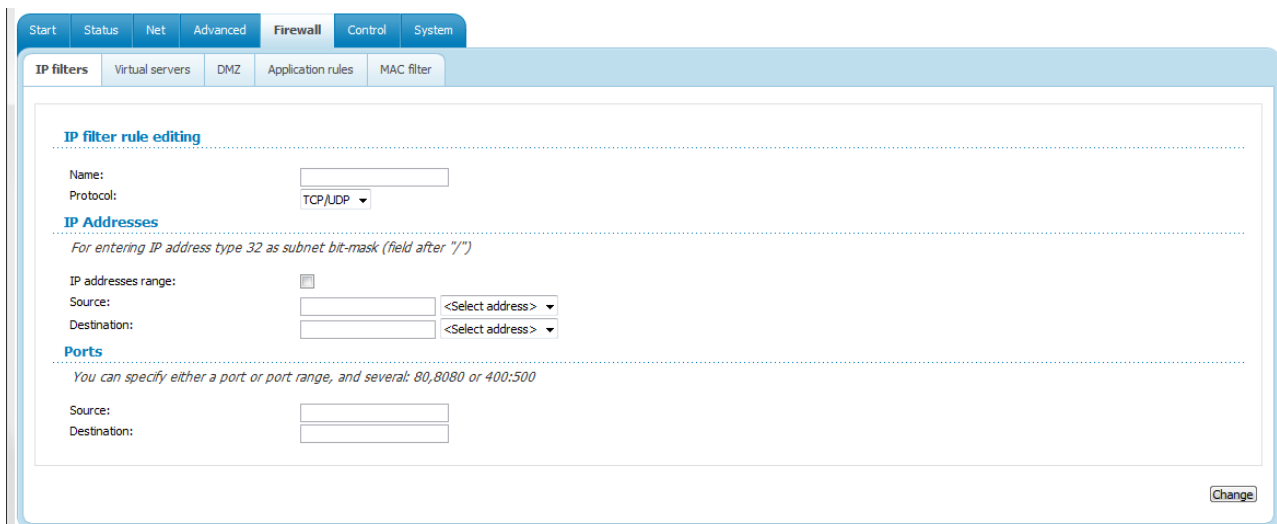 Start Status Net Advanced Firewall Control System
IP filters Virtual servers DMZ Application rules MAC filter
IP filter rule editing
Name:
Protocol: TCP/UDP
IP Addresses
For entering IP address type 32 as subnet bit-mask (field after "/")
IP addresses range:
Source: <Select address>
Destination: <Select address>
Ports
You can specify either a port or port range, and several: 80,8080 or 400:500
Source:
Destination:
Change